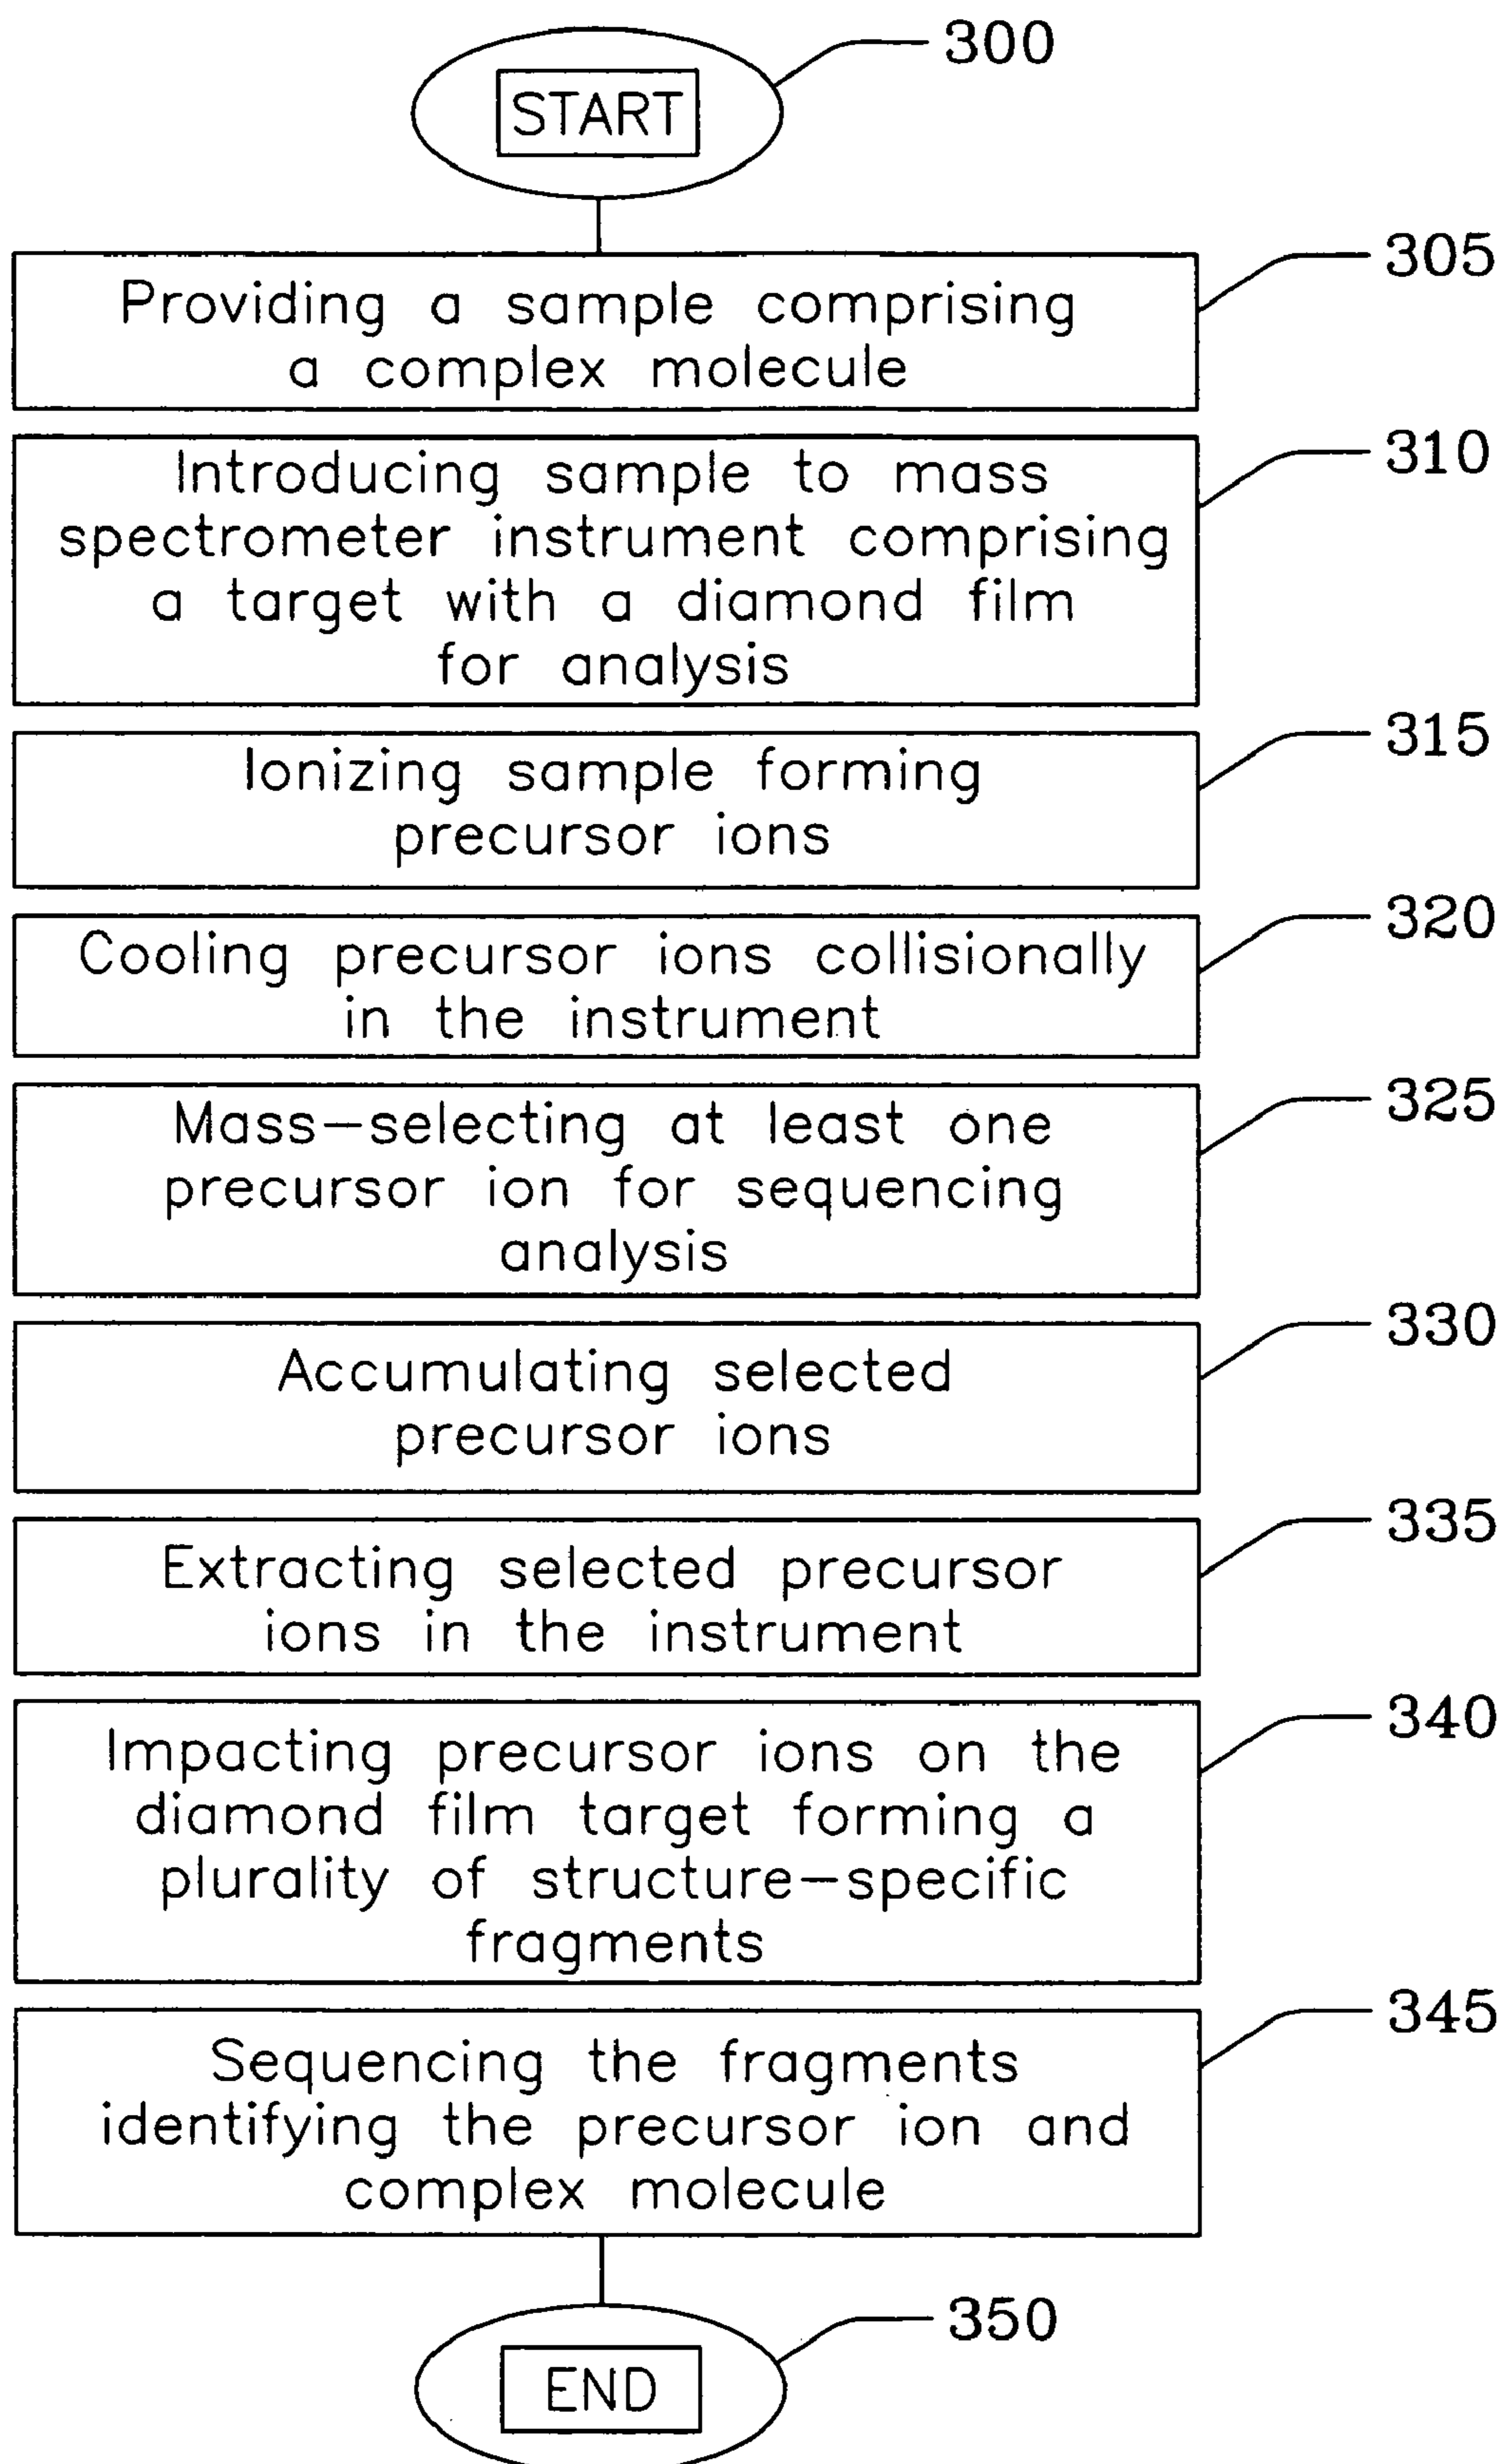 START
300
Providing a sample comprising
a complex molecule
305
Introducing sample to mass
spectrometer instrument comprising
a target with a diamond film
for analysis
310
Ionizing sample forming
precursor ions
315
Cooling precursor ions collisionally
in the instrument
320
Mass-selecting at least one
precursor ion for sequencing
analysis
325
Accumulating selected
precursor ions
330
Extracting selected precursor
ions in the instrument
335
Impacting precursor ions on the
diamond film target forming a
plurality of structure-specific
fragments
340
Sequencing the fragments
identifying the precursor ion and
complex molecule
345
END
350